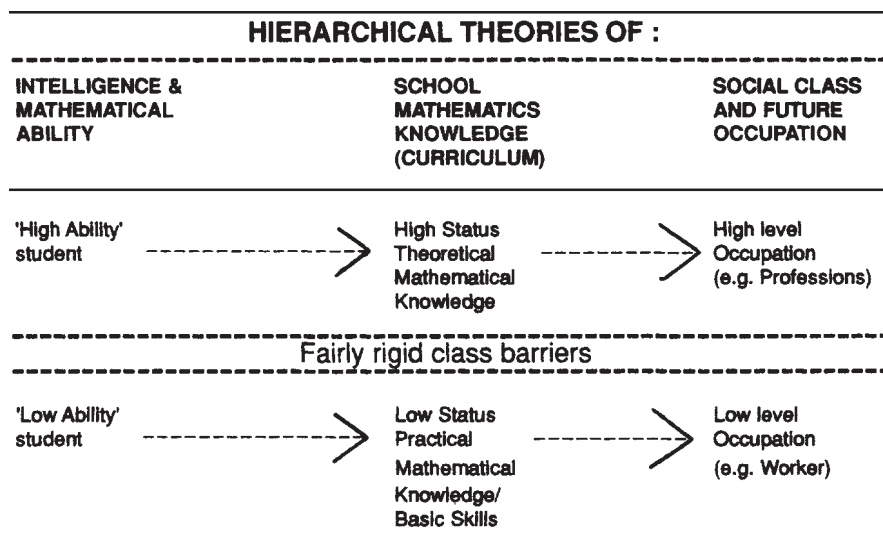 HIERARCHICAL THEORIES OF :
INTELLIGENCE &
MATHEMATICAL
ABILITY
SCHOOL
MATHEMATICS
KNOWLEDGE
(CURRICULUM)
SOCIAL CLASS
AND FUTURE
OCCUPATION
'High Ability'
student
High Status
Theoretical
Mathematical
Knowledge
High level
Occupation
(e.g. Professions)
Fairly rigid class barriers
'Low Ability'
student
Low Status
Practical
Mathematical
Knowledge/
Basic Skills
Low level
Occupation
(e.g. Worker)